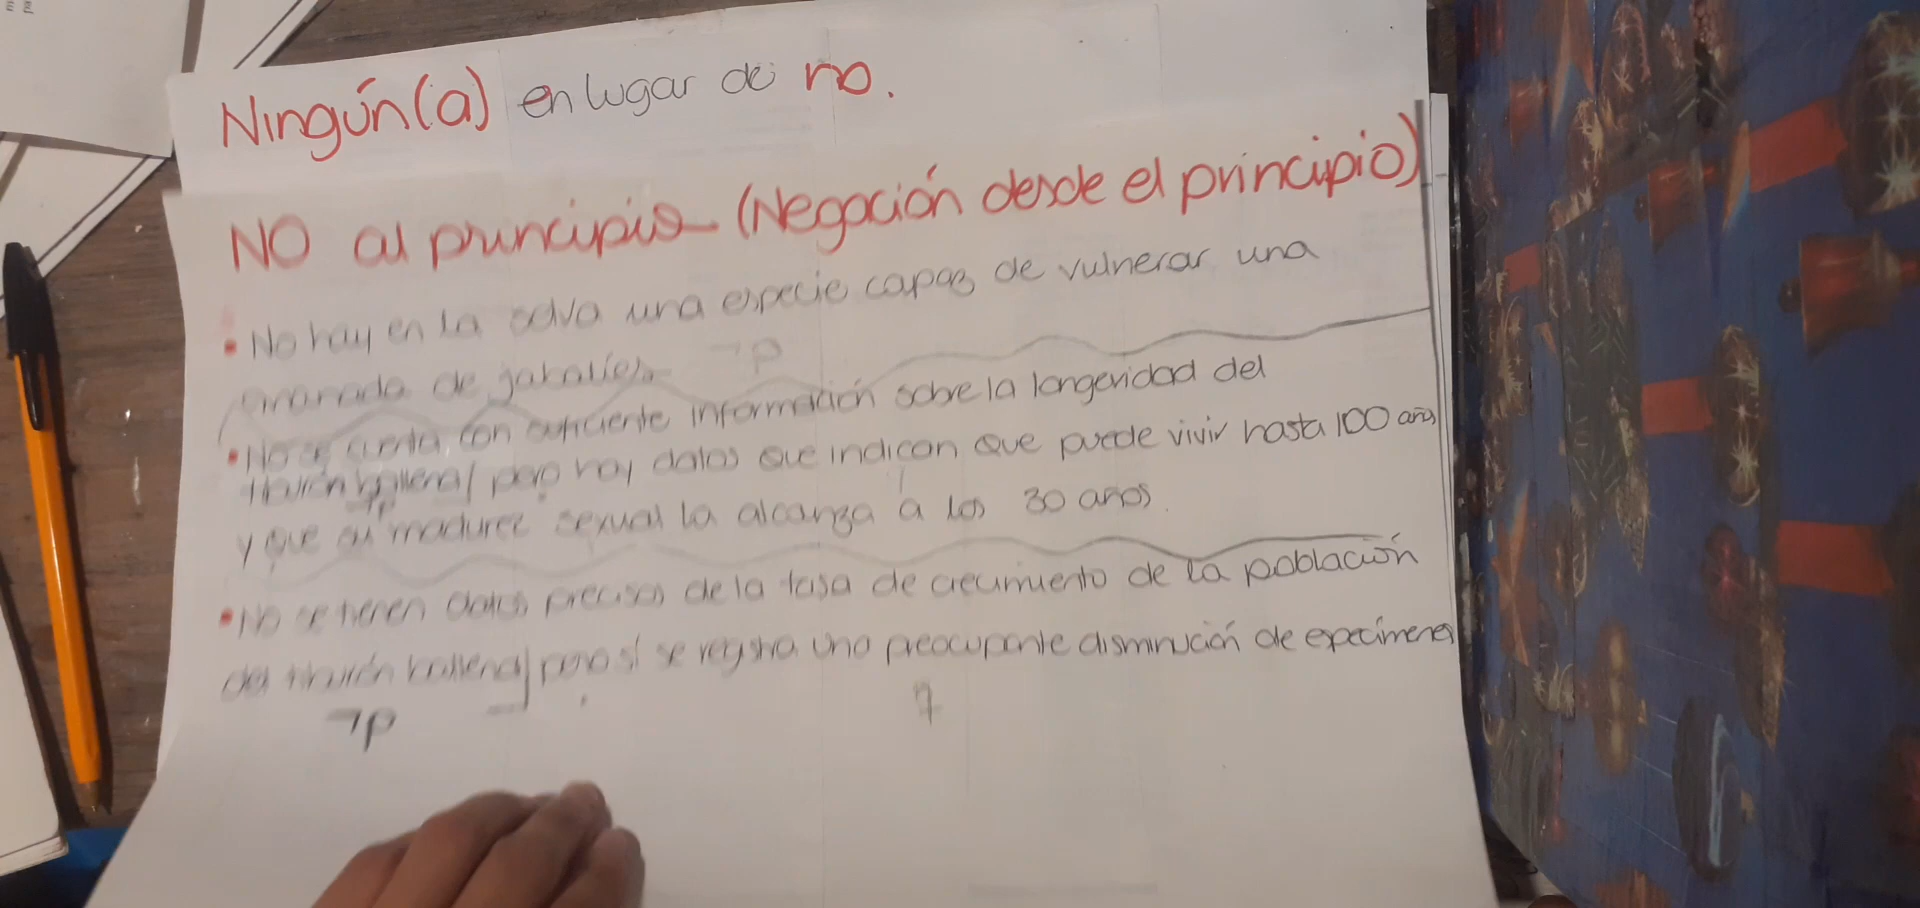 Ningún(a) en lugar de no.
NO al principio (Negación desde el principio)
• No hay en la selva una especie capaz de vulnerar una
manada de jabalíes. ¬p
• No se cuenta con suficiente información sobre la longevidad del
tiburón ballena/ pero hay datos que indican que puede vivir hasta 100 años
¬p
y que su madurez sexual la alcanza a los 30 años.
• No se tienen datos precisos de la tasa de crecimiento de la población
del tiburón ballena/ pero sí se registra una preocupante disminución de especímenes
¬p q